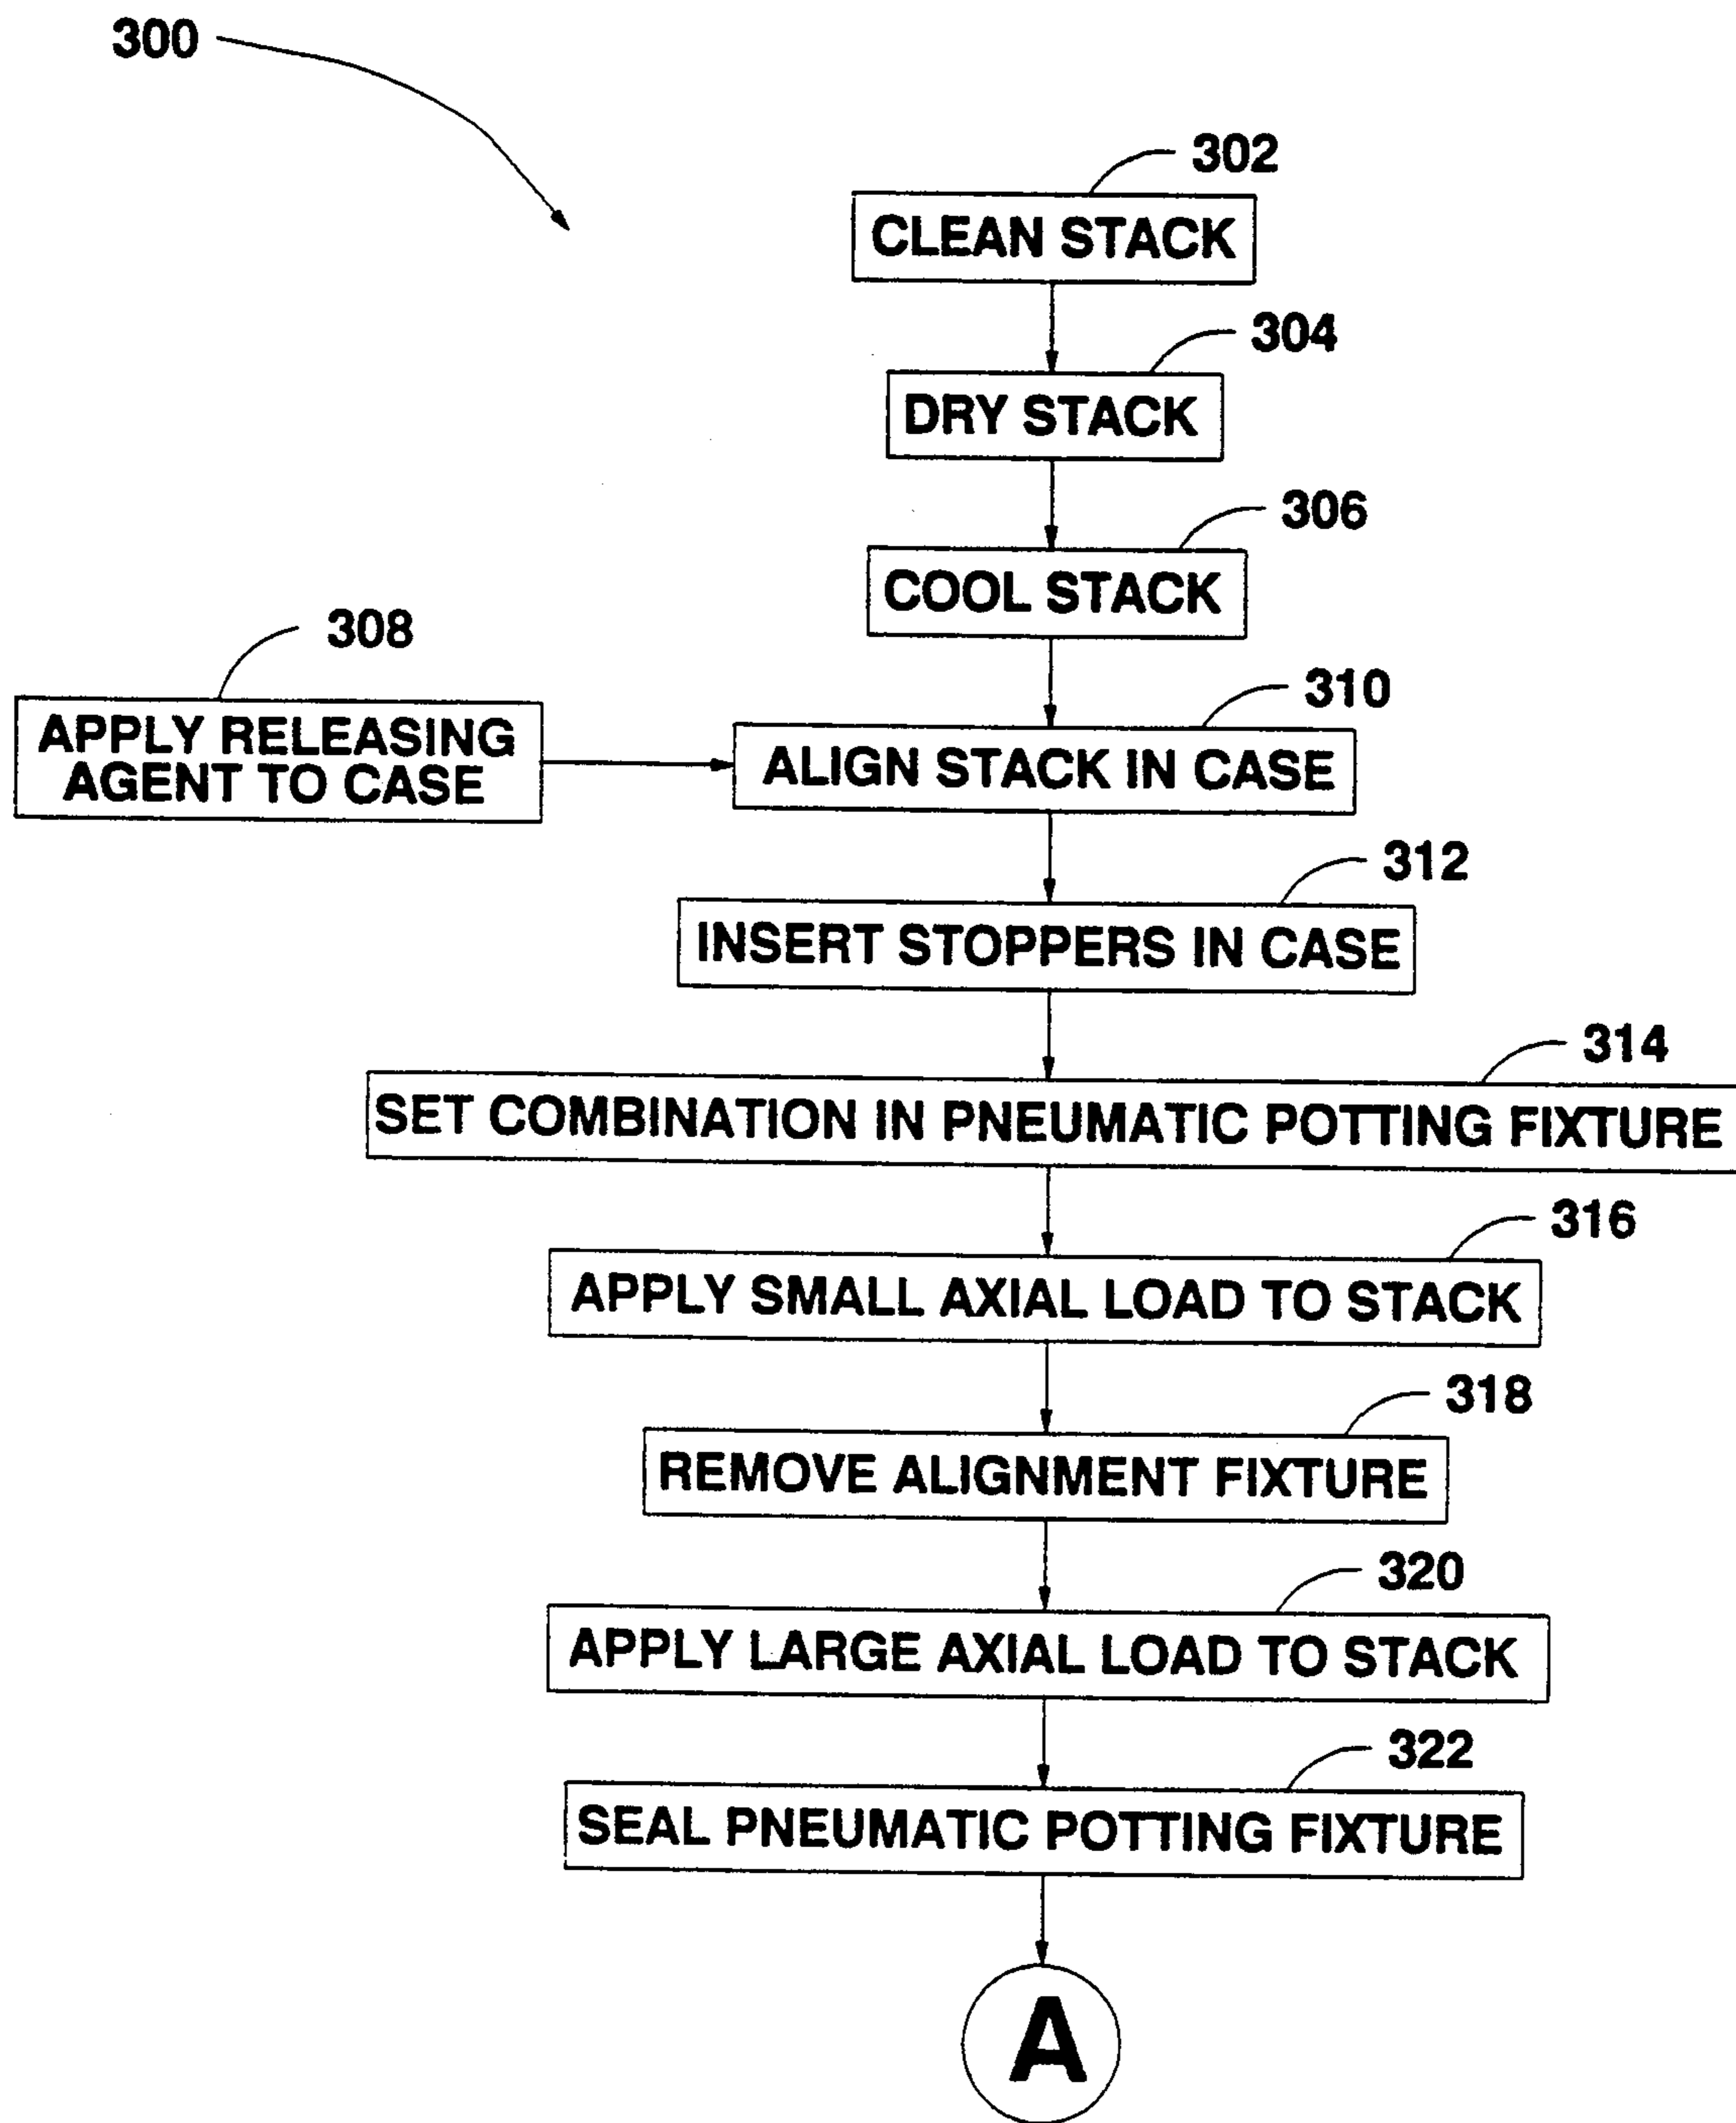 300
302
CLEAN STACK
304
DRY STACK
306
COOL STACK
308
APPLY RELEASING
AGENT TO CASE
310
ALIGN STACK IN CASE
312
INSERT STOPPERS IN CASE
314
SET COMBINATION IN PNEUMATIC POTTING FIXTURE
316
APPLY SMALL AXIAL LOAD TO STACK
318
REMOVE ALIGNMENT FIXTURE
320
APPLY LARGE AXIAL LOAD TO STACK
322
SEAL PNEUMATIC POTTING FIXTURE
A